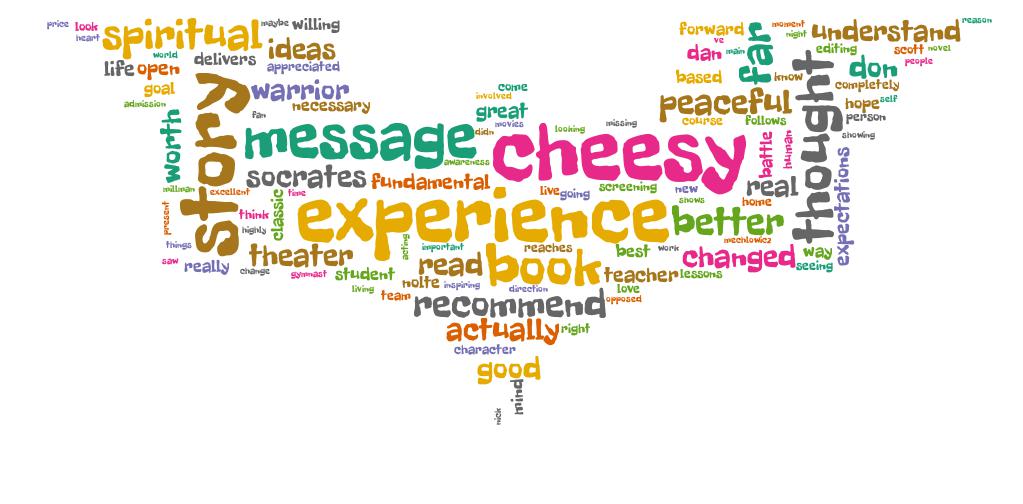 price
look
heart
spiritual
maybe
willing
world
delivers
ideas
life
open
appreciated
goal
warrior
admission
necessary
fan
worth
story
message
socrates
fundamental
millman
excellent
time
present
think
classic
highly
things
saw
really
theater
change
gymnast
student
living
acting
important
come
involved
great
movies
didn
awareness
looking
missing
cheesy
experience
live
going
screening
new
shows
better
reaches
best
work
read
book
nolte
inspiring
direction
team
teacher
lessons
love
opposed
recommend
actually
right
character
good
mind
nick
forward
ve
dan
main
far
moment
night
understand
reason
editing
scott
novel
people
based
know
don
completely
peaceful
hope
self
course
follows
person
showing
thought
battle
human
real
home
expectations
mechlowicz
changed
way
seeing